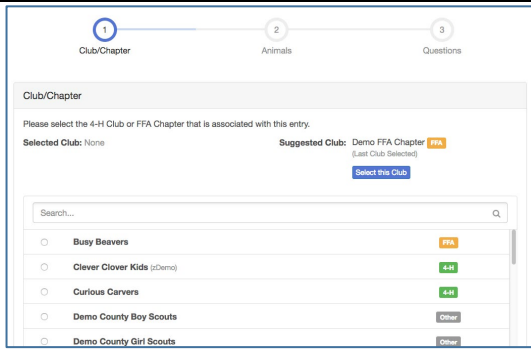 1 2 3
Club/Chapter Animals Questions
Club/Chapter
Please select the 4-H Club or FFA Chapter that is associated with this entry.
Selected Club: None Suggested Club: Demo FFA Chapter FFA
(Last Club Selected)
Select this Club
Search...
Busy Beavers FFA
Clever Clover Kids (zDemo) 4-H
Curious Carvers 4-H
Demo County Boy Scouts Other
Demo County Girl Scouts Other